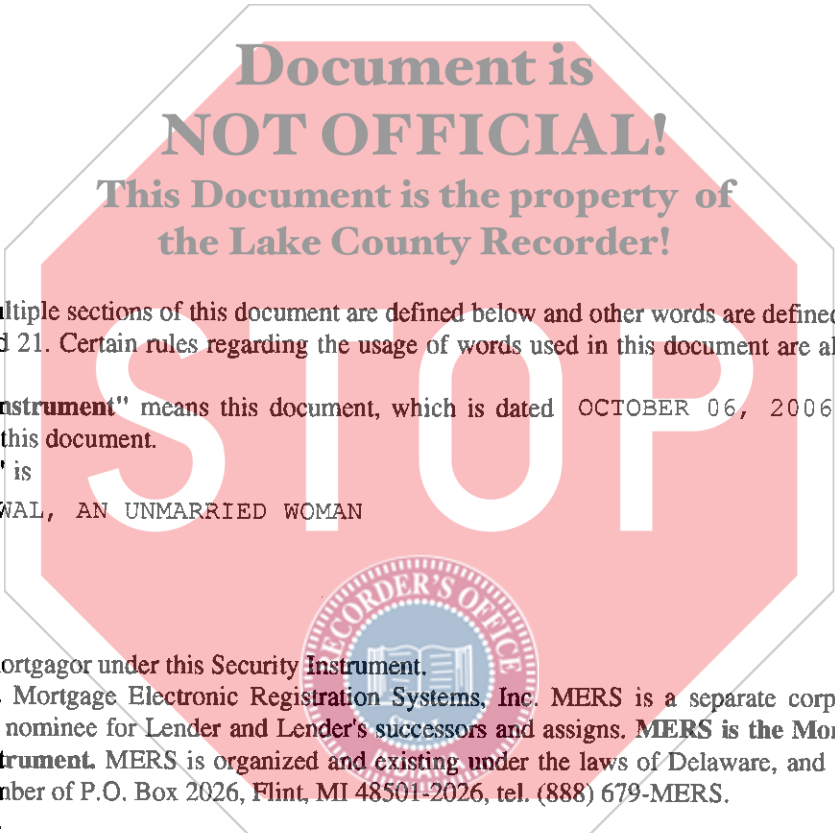 Document is
NOT OFFICIAL!
This Document is the property of
the Lake County Recorder!
ltiple sections of this document are defined below and other words are defined
d 21. Certain rules regarding the usage of words used in this document are al
nstrument" means this document, which is dated OCTOBER 06, 2006
this document.
" is
WAL, AN UNMARRIED WOMAN
STOP
RECORDER'S OFFICE
ortgagor under this Security Instrument.
. Mortgage Electronic Registration Systems, Inc. MERS is a separate corp
nominee for Lender and Lender's successors and assigns. MERS is the Mor
trument. MERS is organized and existing under the laws of Delaware, and
nber of P.O. Box 2026, Flint, MI 48501-2026, tel. (888) 679-MERS.
INDIANA